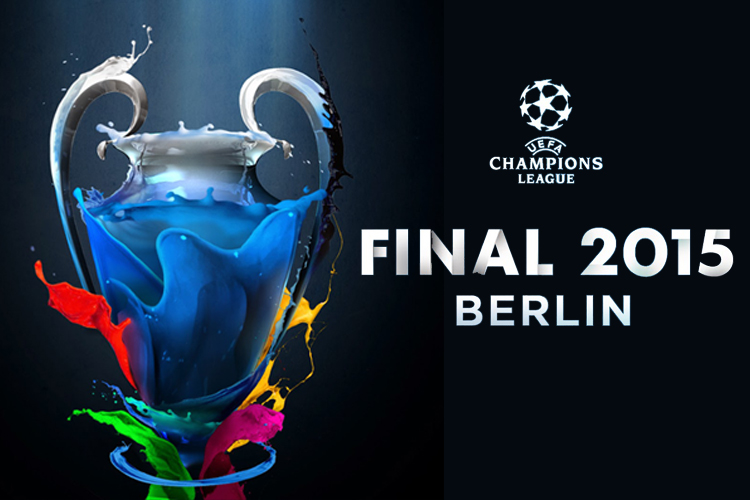 UEFA
CHAMPIONS
LEAGUE
FINAL 2015
BERLIN